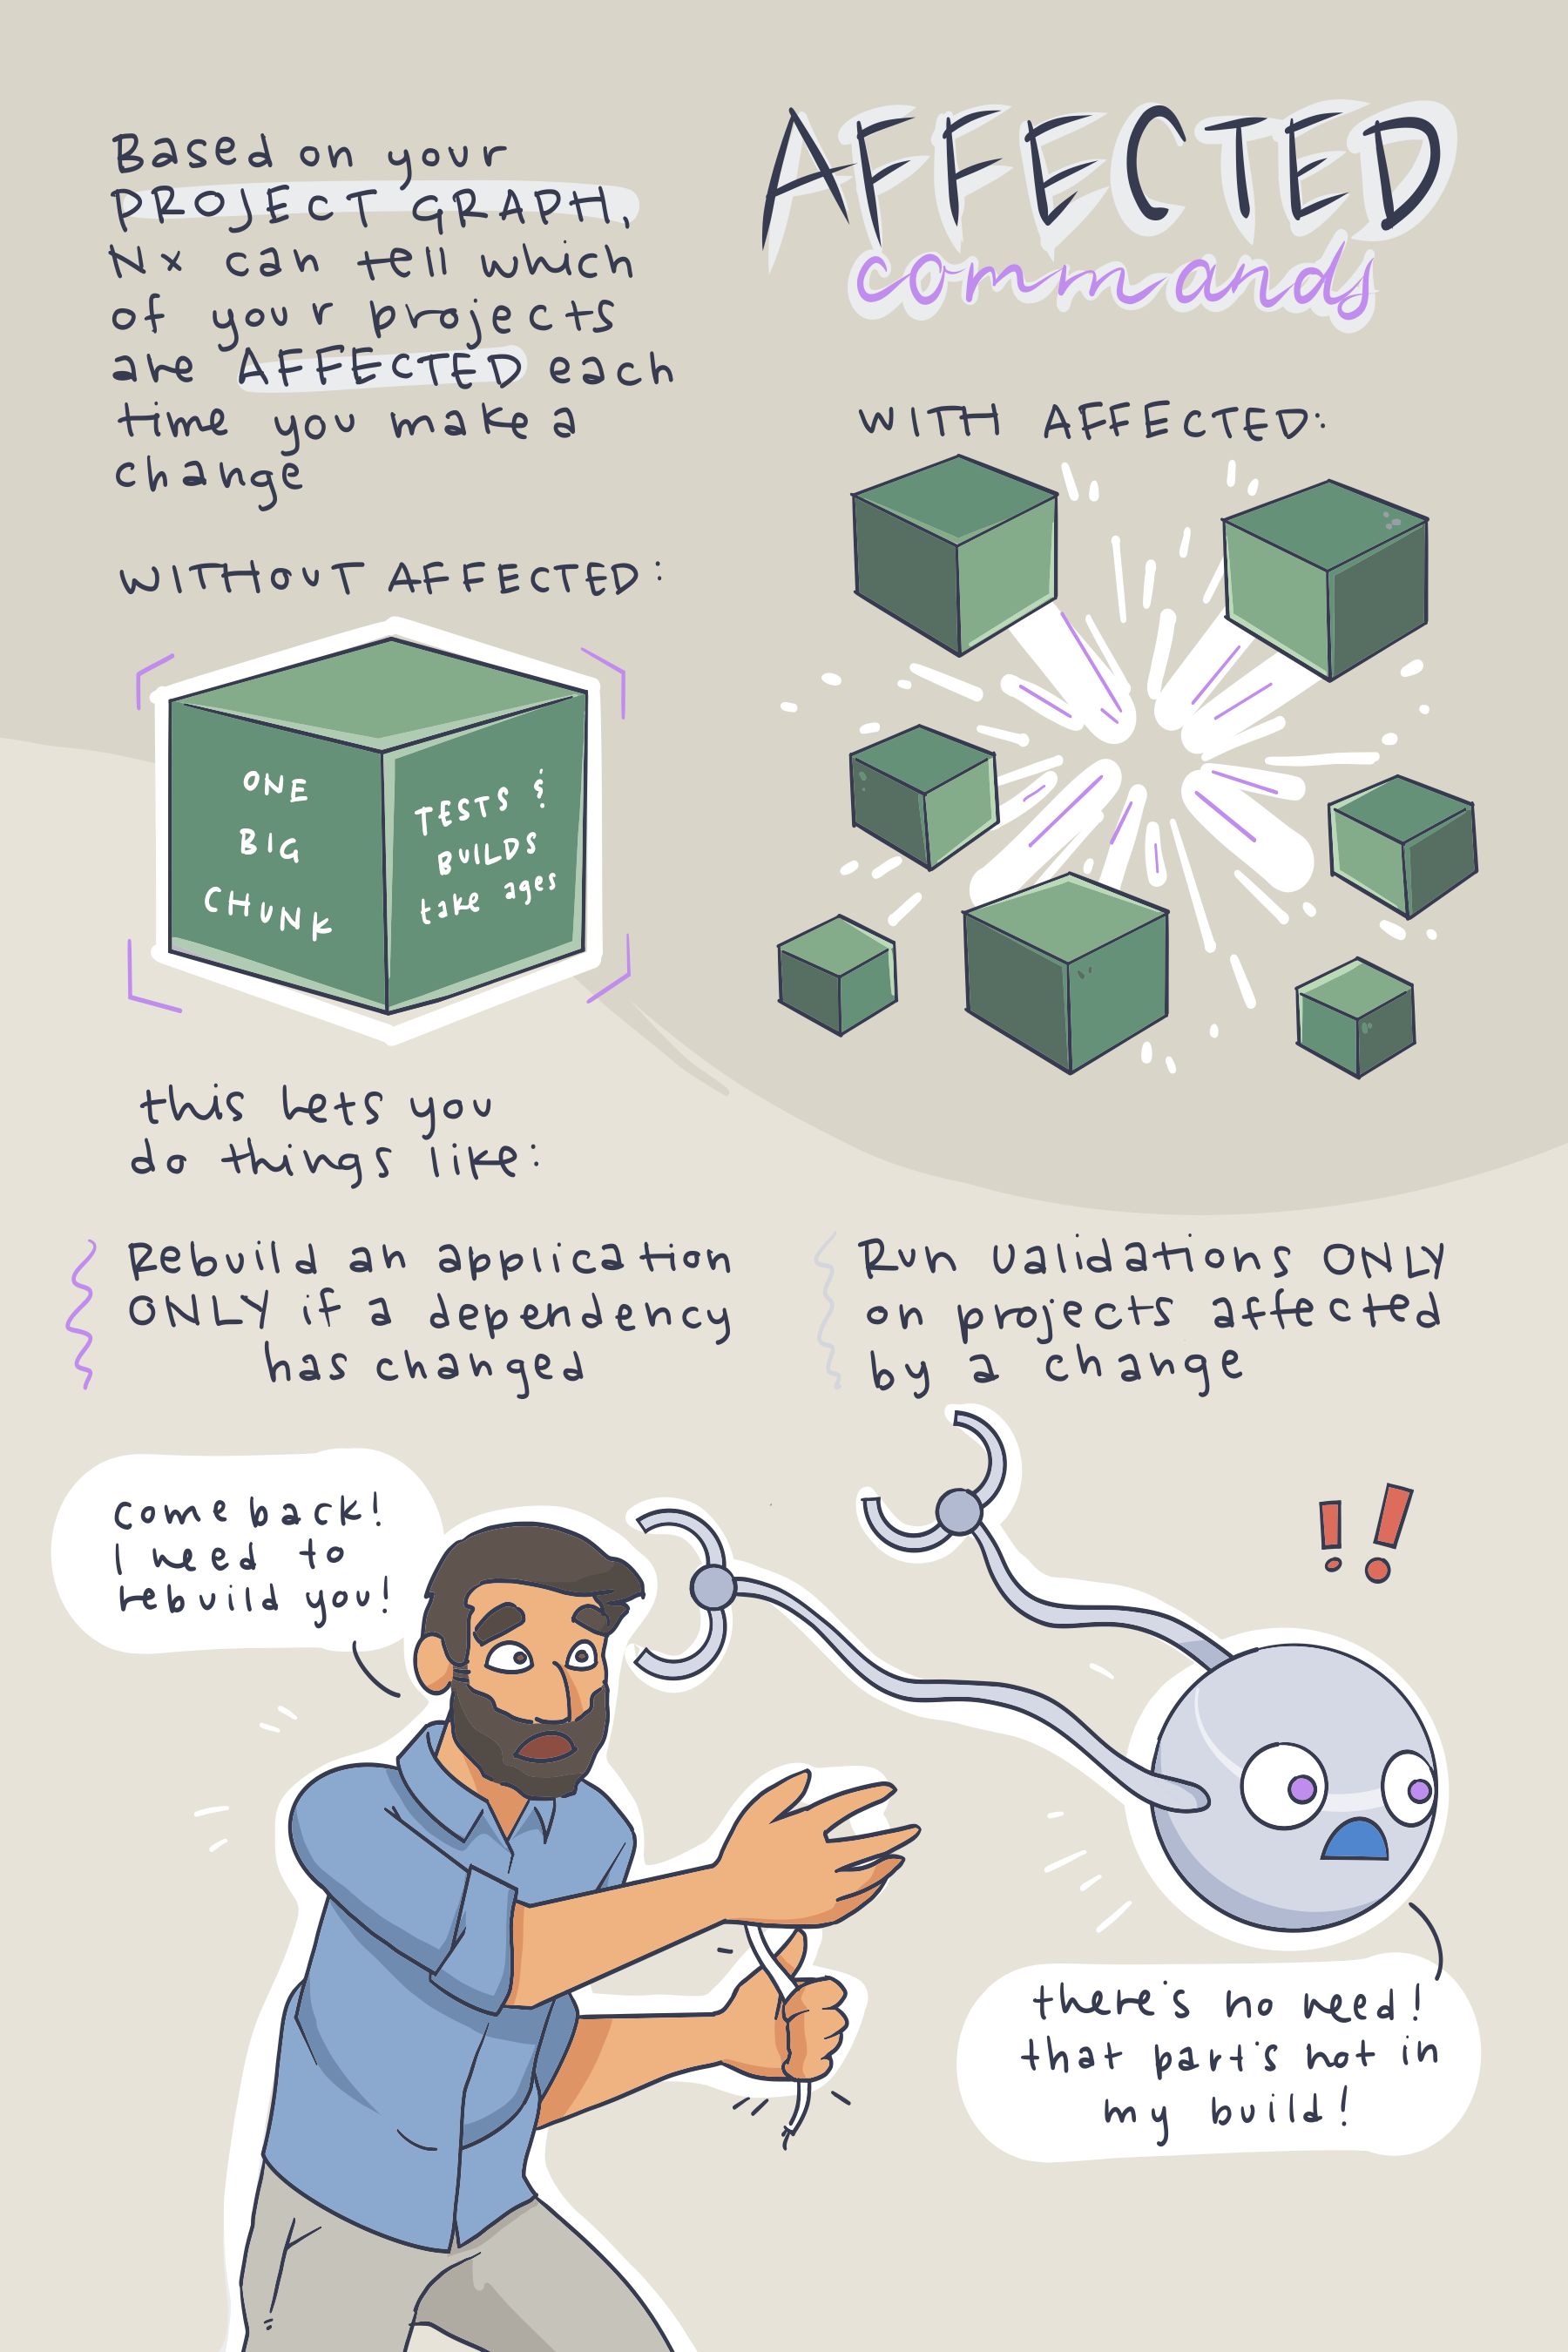 AFFECTED
commands
Based on your
PROJECT GRAPH,
Nx can tell which
of your projects
are AFFECTED each
time you make a
change
WITHOUT AFFECTED:
ONE
BIG
CHUNK
TESTS &
BUILDS
take ages
WITH AFFECTED:
this lets you
do things like:
Rebuild an application
ONLY if a dependency
has changed
Run validations ONLY
on projects affected
by a change
come back!
I need to
rebuild you!
!!
there's no need!
that part's not in
my build!